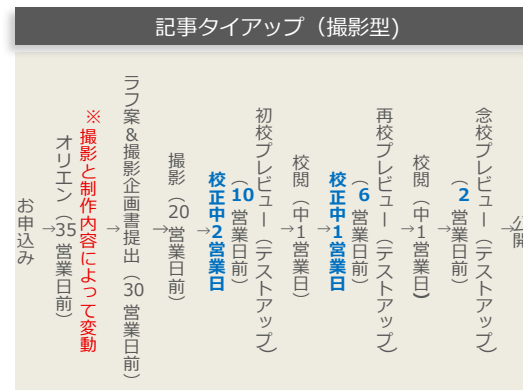 記事タイアップ（撮影型)
お申込み
→
オリエン（35営業日前）
※撮影と制作内容によって変動
→
ラフ案&撮影企画書提出（30営業日前）
→
撮影（20営業日前）
→
校正中2営業日
初校プレビュー（テストアップ）
（10営業日前）
→
校閲（中1営業日）
→
校正中1営業日
再校プレビュー（テストアップ）
（6営業日前）
→
校閲（中1営業日）
→
念校プレビュー（テストアップ）
（2営業日前）
→
公開